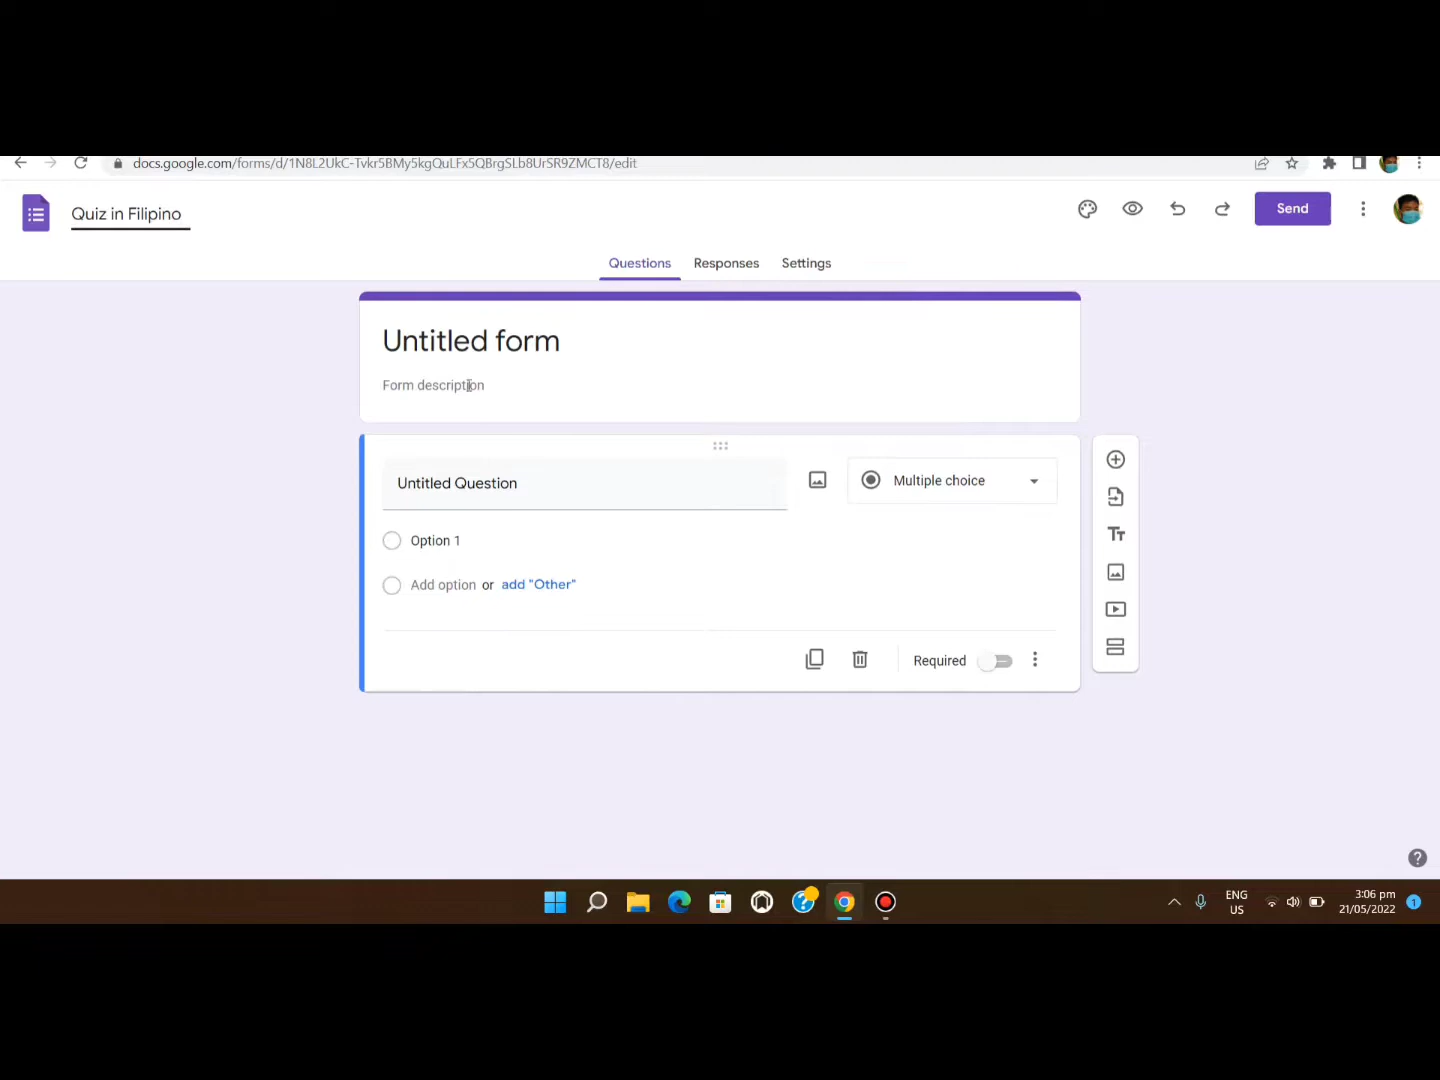 docs.google.com/forms/d/1N8L2UkC-Tvkr5BMy5kgQuLFx5QBrgSLb8UrSR9ZMCT8/edit
Quiz in Filipino
Send
Questions Responses Settings
Untitled form
Form description
Untitled Question
Multiple choice
Option 1
Add option or add "Other"
Required
ENG
US
3:06 pm
21/05/2022
1